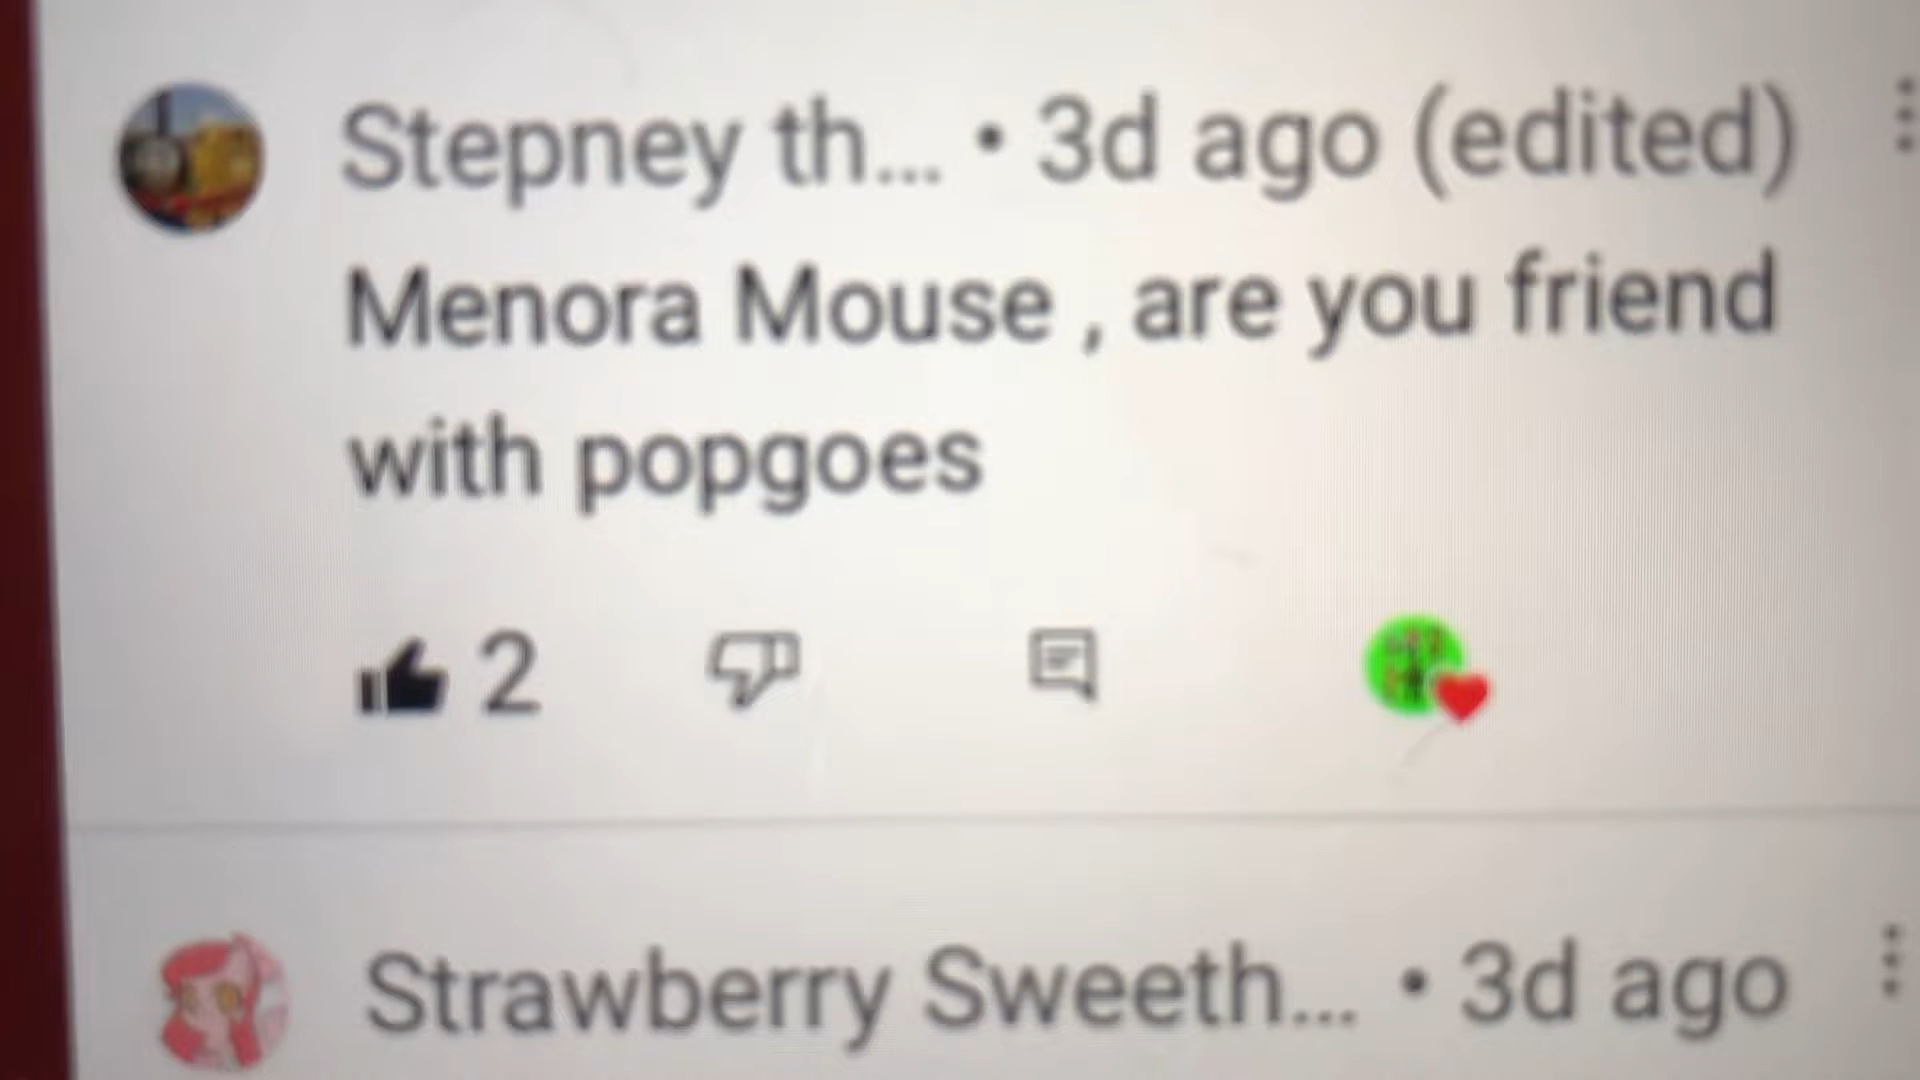 Stepney th... • 3d ago (edited)
Menora Mouse , are you friend
with popgoes
2
Strawberry Sweeth... • 3d ago